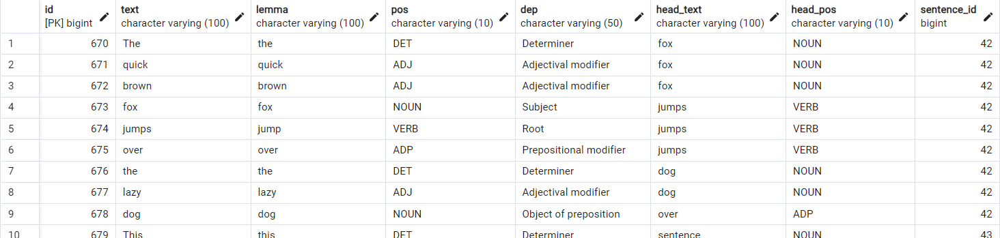 id text lemma pos dep head_text head_pos sentence_id
[PK] bigint character varying (100) character varying (100) character varying (10) character varying (50) character varying (100) character varying (10) bigint
1 670 The the DET Determiner fox NOUN 42
2 671 quick quick ADJ Adjectival modifier fox NOUN 42
3 672 brown brown ADJ Adjectival modifier fox NOUN 42
4 673 fox fox NOUN Subject jumps VERB 42
5 674 jumps jump VERB Root jumps VERB 42
6 675 over over ADP Prepositional modifier jumps VERB 42
7 676 the the DET Determiner dog NOUN 42
8 677 lazy lazy ADJ Adjectival modifier dog NOUN 42
9 678 dog dog NOUN Object of preposition over ADP 42
10 679 This this DET Determiner sentence NOUN 43